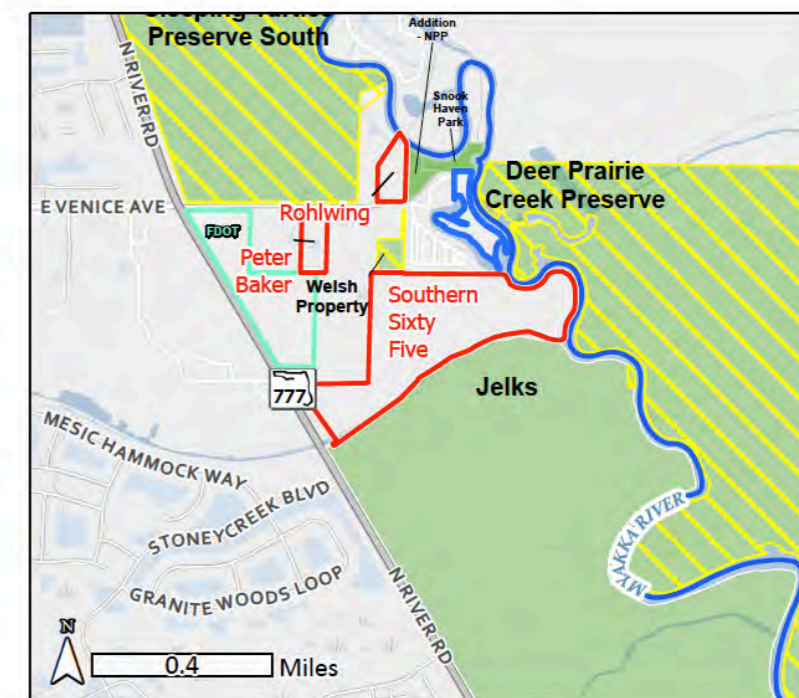 Preserve South
Addition
- NPP
Snook
Haven
Park
N RIVER RD
Deer Prairie
Creek Preserve
E VENICE AVE
Rohlwing
FDOT
Peter
Baker
Welsh
Property
Southern
Sixty
Five
777
Jelks
MESIC HAMMOCK WAY
STONEYCREEK BLVD
GRANITE WOODS LOOP
N RIVER RD
MYAKKA RIVER
N
0.4 Miles